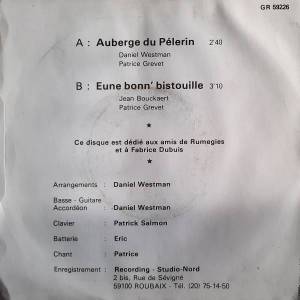 GR 59226
A : Auberge du Pélerin 2'40
Daniel Westman
Patrice Grevet
B : Eune bonn' bistouille 3'10
Jean Bouckaert
Patrice Grevet
★
Ce disque est dédié aux amis de Rumegies
et à Fabrice Dubuis
★
Arrangements : Daniel Westman
Basse - Guitare
Accordéon : Daniel Westman
Clavier : Patrick Salmon
Batterie : Eric
Chant : Patrice
Enregistrement : Recording - Studio-Nord
2 bis, Rue de Sévigné
59100 ROUBAIX - Tél. (20) 75-14-50